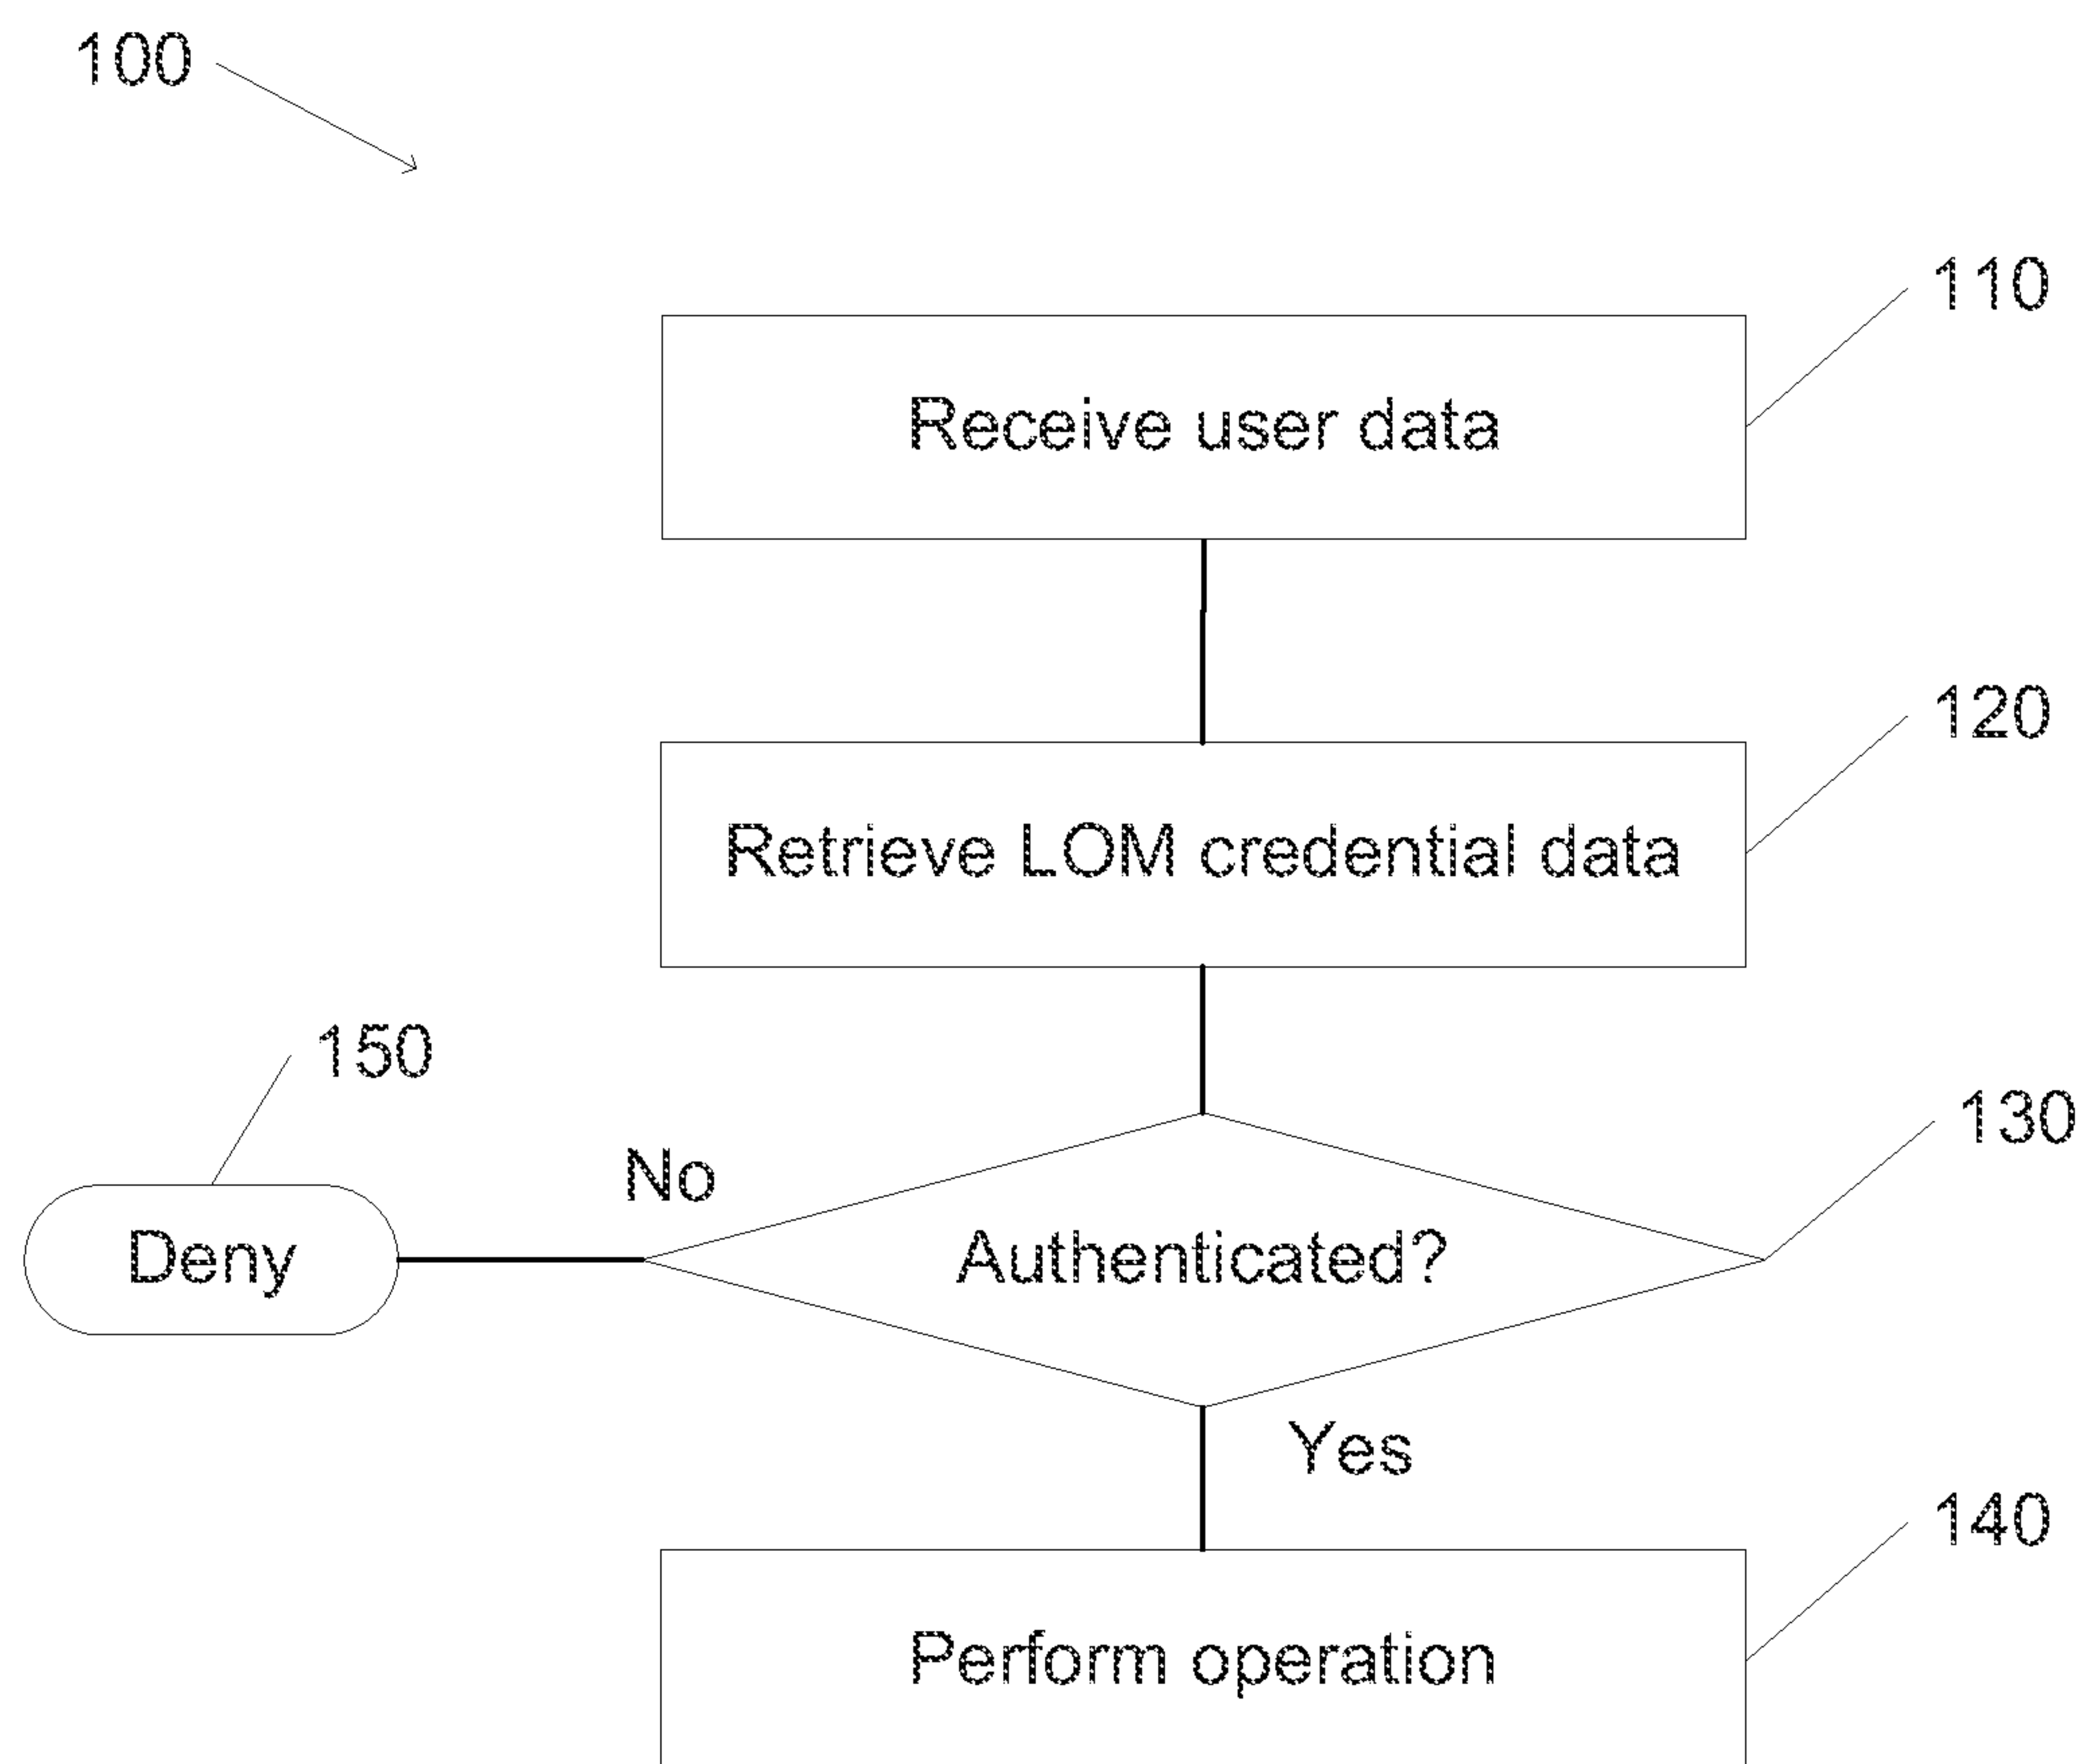 100
110
Receive user data
120
Retrieve LOM credential data
150
130
No
Deny
Authenticated?
Yes
140
Perform operation